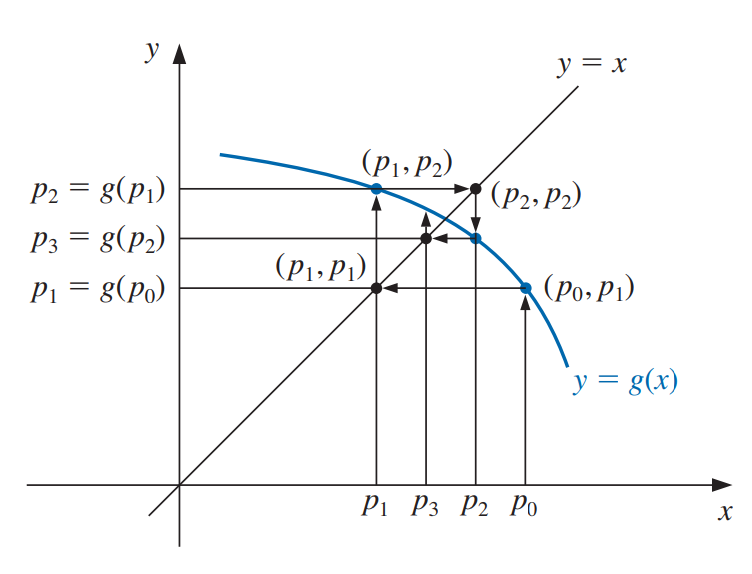 y
y = x
(p₁, p₂)
p₂ = g(p₁)
(p₂, p₂)
p₃ = g(p₂)
(p₁, p₁)
p₁ = g(p₀)
(p₀, p₁)
y = g(x)
p₁ p₃ p₂ p₀
x